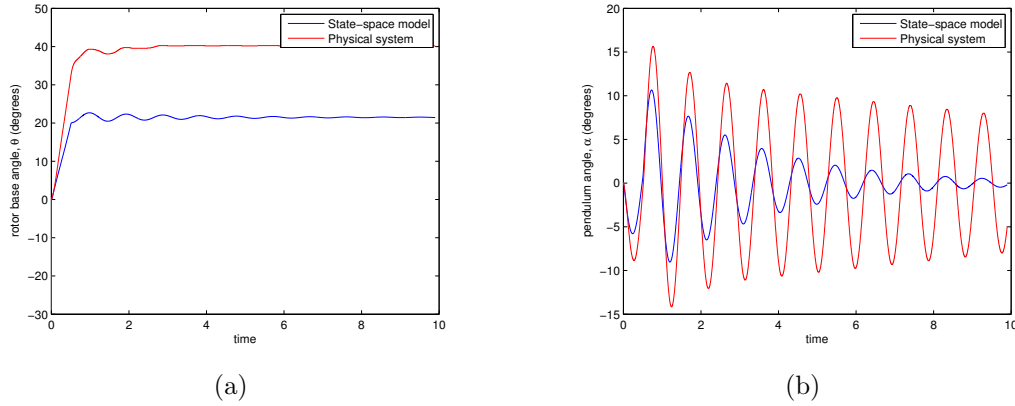 50
40
30
20
10
0
−10
−20
−30
rotor base angle, θ (degrees)
0 2 4 6 8 10
time
State−space model
Physical system
(a)
20
15
10
5
0
−5
−10
−15
pendulum angle, α (degrees)
0 2 4 6 8 10
time
State−space model
Physical system
(b)